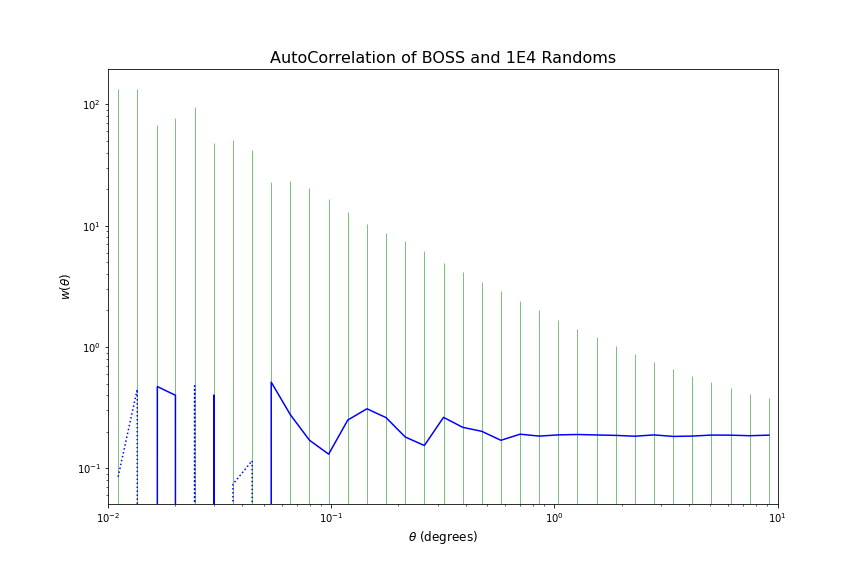 AutoCorrelation of BOSS and 1E4 Randoms
10²
10¹
10⁰
10⁻¹
w(θ)
10⁻² 10⁻¹ 10⁰ 10¹
θ (degrees)